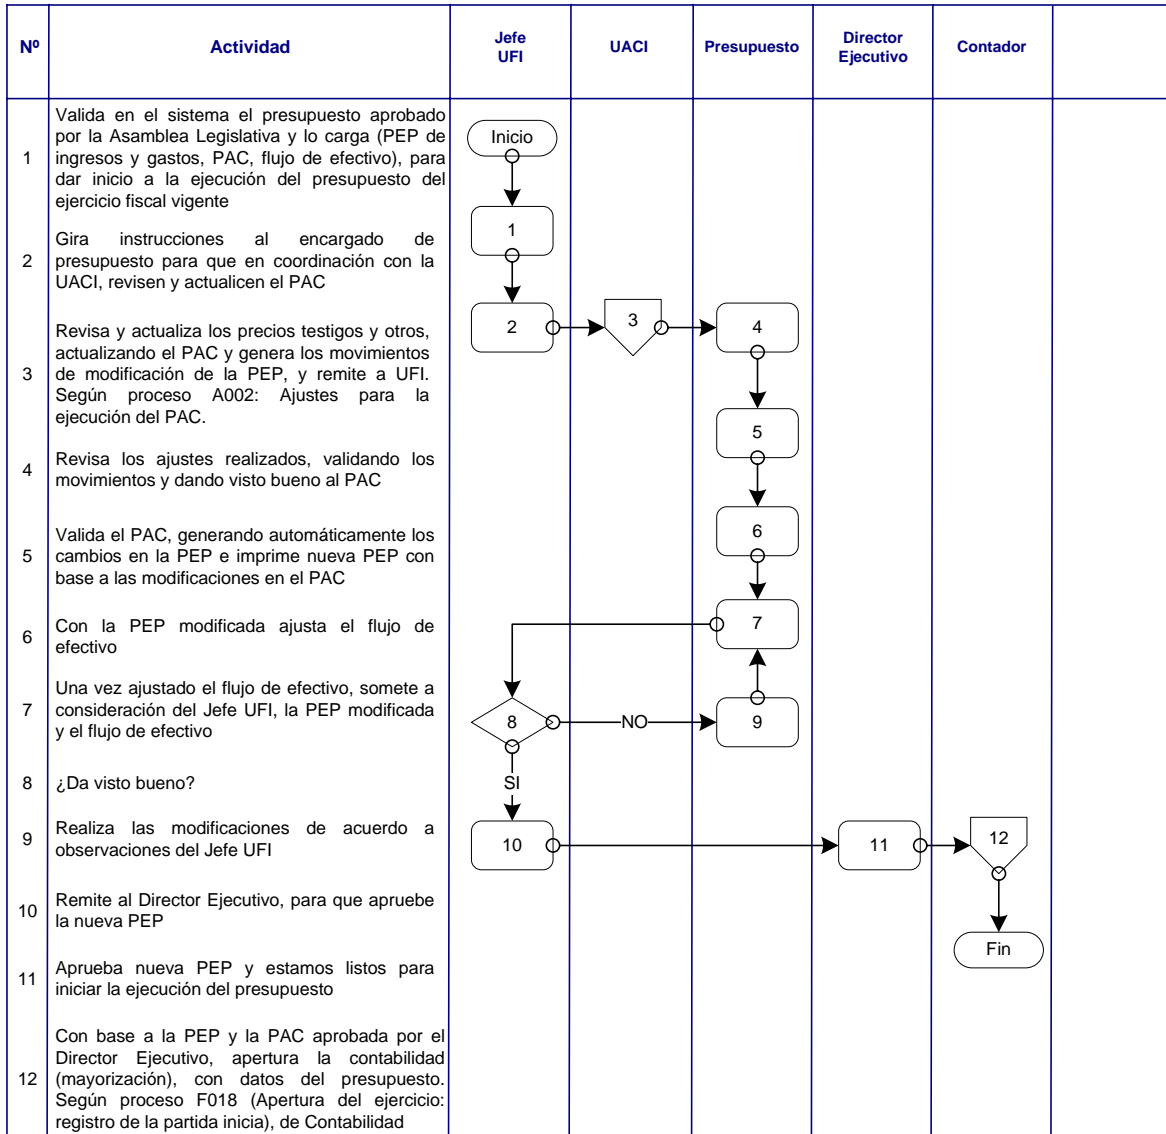 Nº
Actividad
Jefe
UFI
UACI
Presupuesto
Director
Ejecutivo
Contador
1
Valida en el sistema el presupuesto aprobado
por la Asamblea Legislativa y lo carga (PEP de
ingresos y gastos, PAC, flujo de efectivo), para
dar inicio a la ejecución del presupuesto del
ejercicio fiscal vigente
2
Gira instrucciones al encargado de
presupuesto para que en coordinación con la
UACI, revisen y actualicen el PAC
3
Revisa y actualiza los precios testigos y otros,
actualizando el PAC y genera los movimientos
de modificación de la PEP, y remite a UFI.
Según proceso A002: Ajustes para la
ejecución del PAC.
4
Revisa los ajustes realizados, validando los
movimientos y dando visto bueno al PAC
5
Valida el PAC, generando automáticamente los
cambios en la PEP e imprime nueva PEP con
base a las modificaciones en el PAC
6
Con la PEP modificada ajusta el flujo de
efectivo
7
Una vez ajustado el flujo de efectivo, somete a
consideración del Jefe UFI, la PEP modificada
y el flujo de efectivo
8
¿Da visto bueno?
9
Realiza las modificaciones de acuerdo a
observaciones del Jefe UFI
10
Remite al Director Ejecutivo, para que apruebe
la nueva PEP
11
Aprueba nueva PEP y estamos listos para
iniciar la ejecución del presupuesto
12
Con base a la PEP y la PAC aprobada por el
Director Ejecutivo, apertura la contabilidad
(mayorización), con datos del presupuesto.
Según proceso F018 (Apertura del ejercicio:
registro de la partida inicia), de Contabilidad
Inicio
1
2
3
4
5
6
7
8
NO
9
SI
10
11
12
Fin